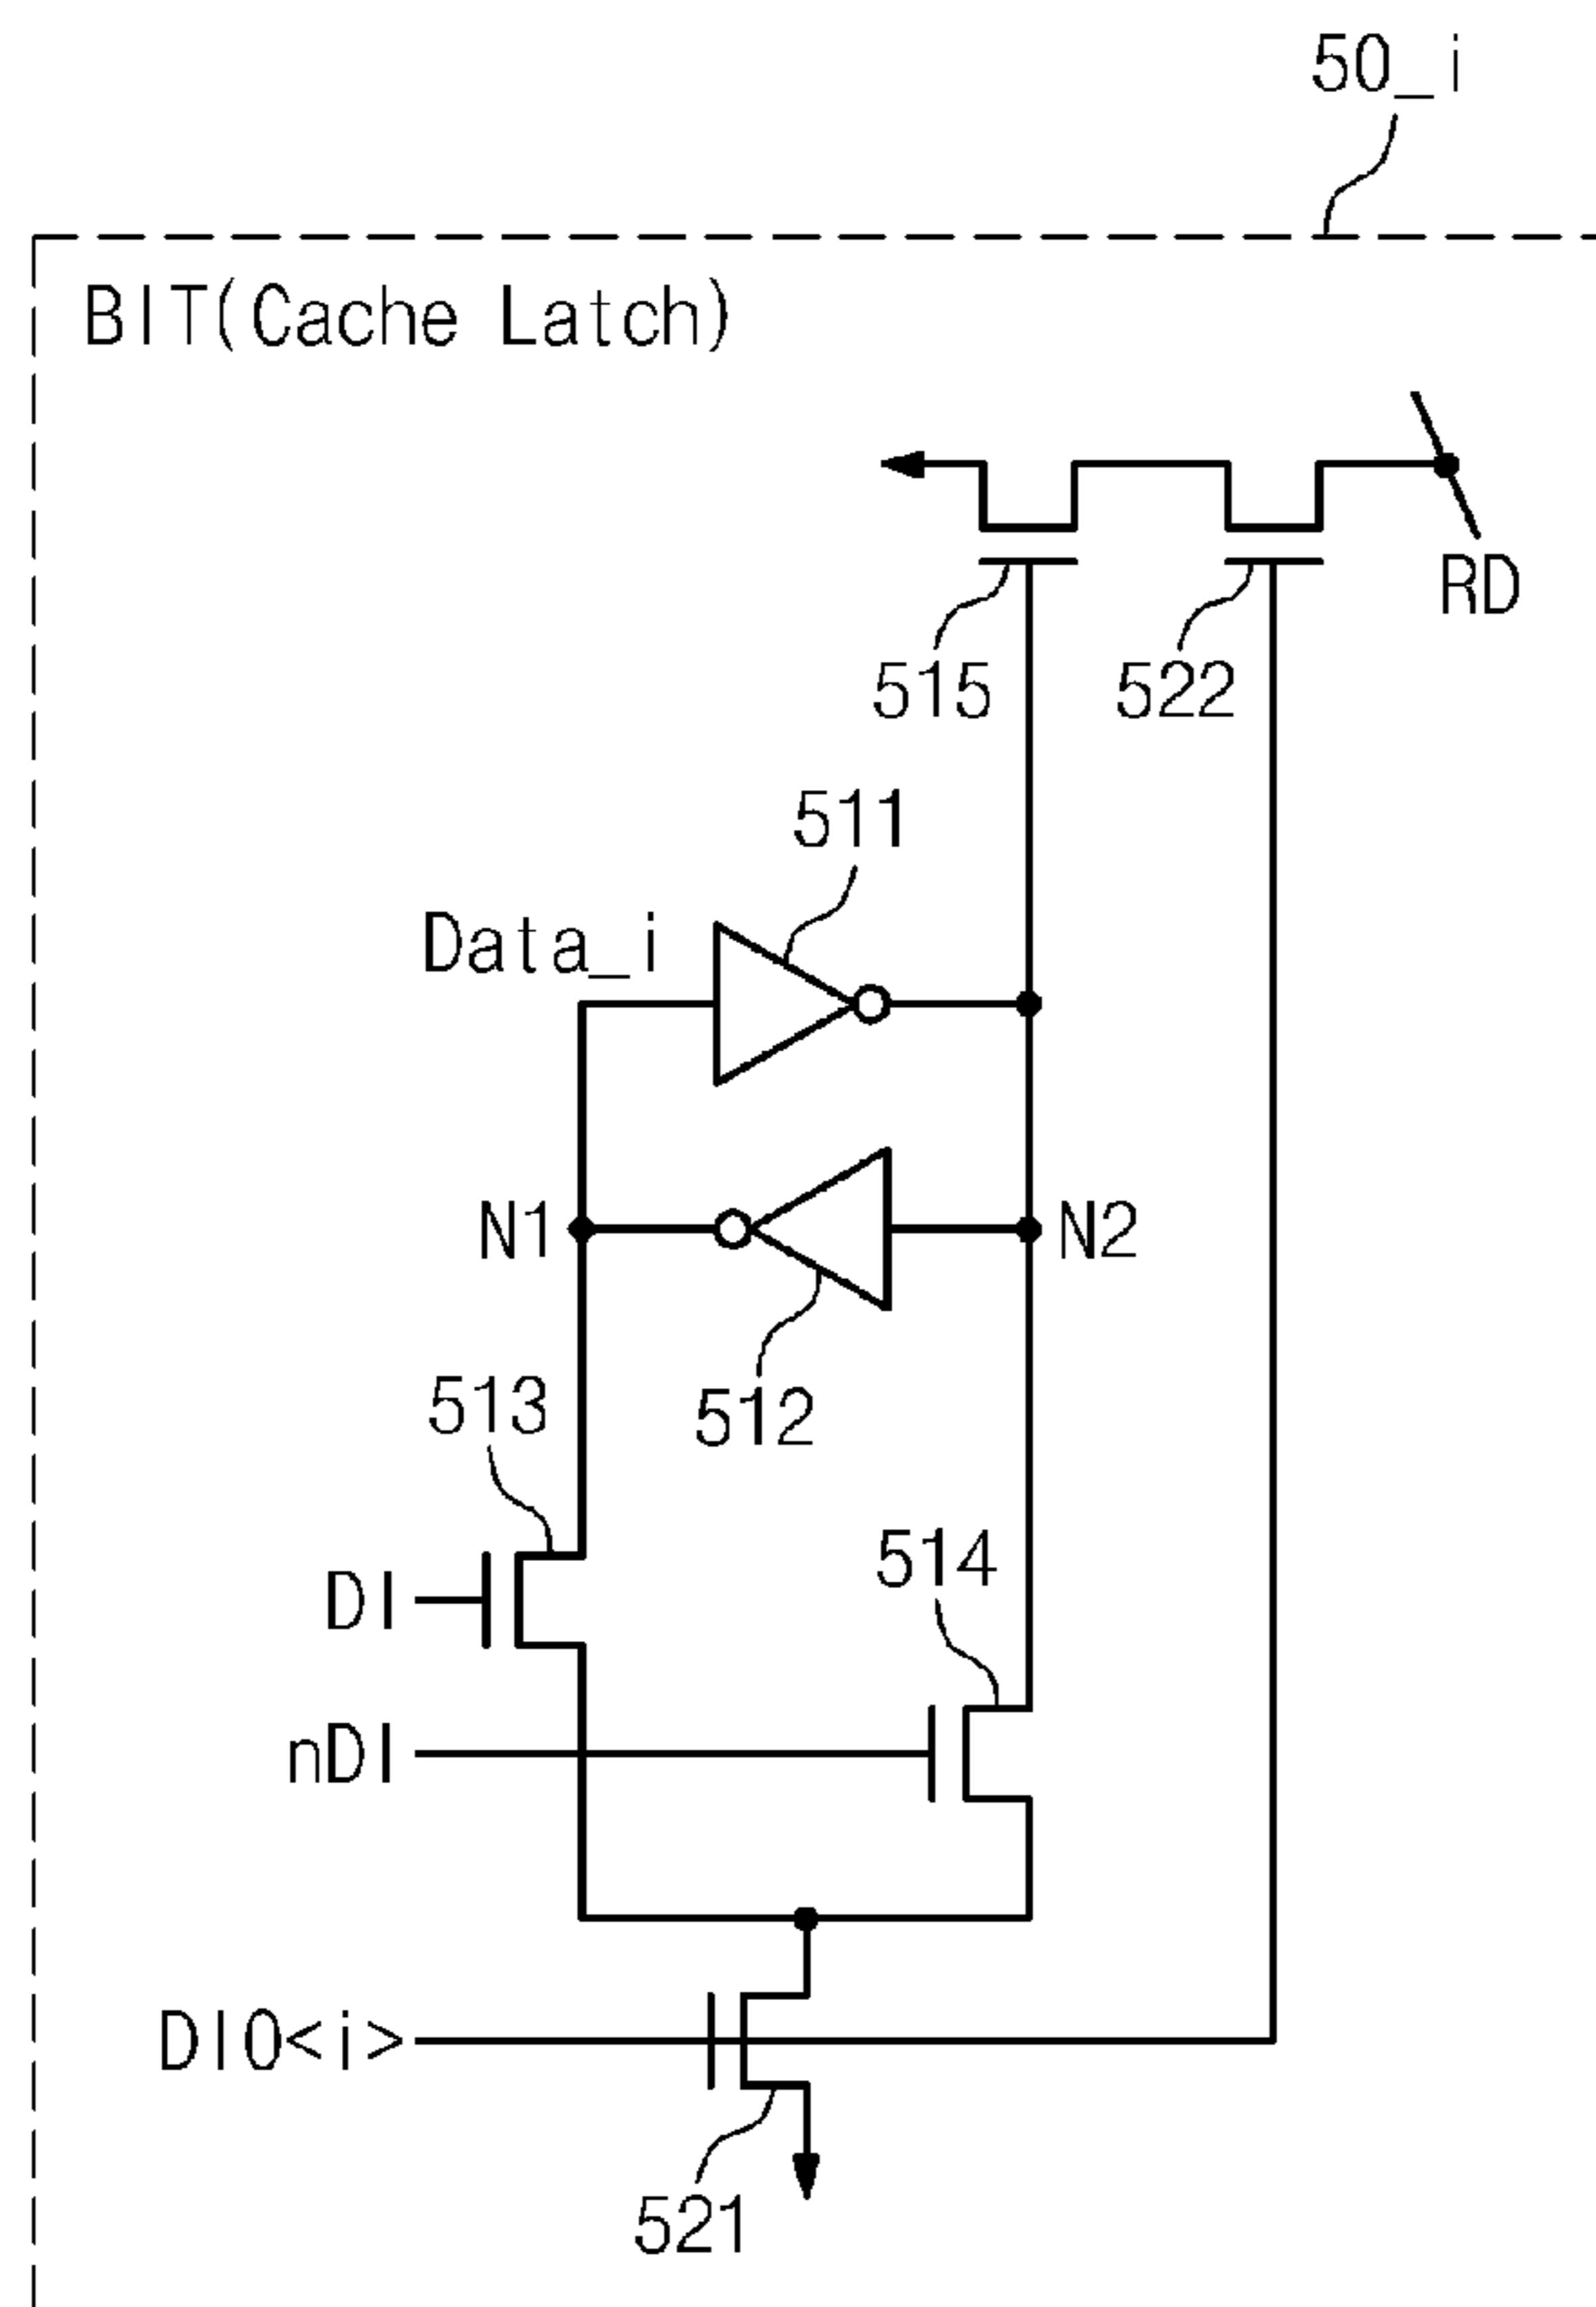 50_i
BIT(Cache Latch)
RD
515
522
511
Data_i
N1
N2
513
512
514
DI
nDI
DIO<i>
521